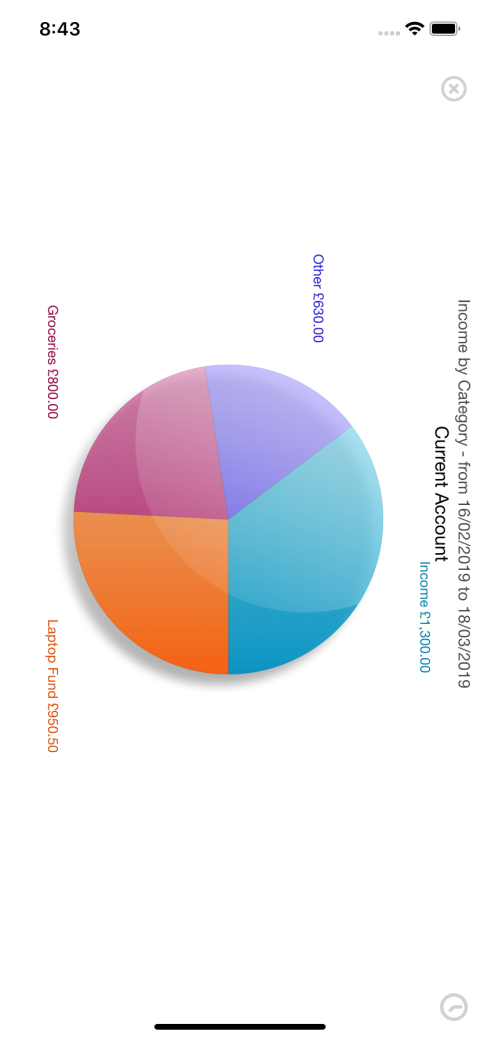 8:43
Income by Category - from 16/02/2019 to 18/03/2019
Current Account
Income £1,300.00
Other £630.00
Groceries £800.00
Laptop Fund £950.50